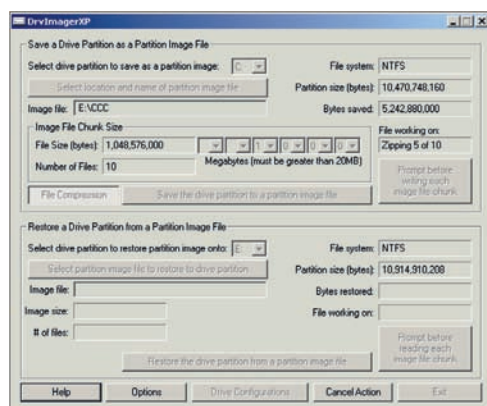 DrvImagerXP
Save a Drive Partition as a Partition Image File
Select drive partition to save as a partition image: C:
File system: NTFS
Select location and name of partition image file
Partition size (bytes): 10,470,748,160
Image file: E:\CCC
Bytes saved: 5,242,880,000
Image File Chunk Size
File working on:
File Size (bytes): 1,048,576,000
1 0 0 0
Zipping 5 of 10
Megabytes (must be greater than 20MB)
Number of Files: 10
Prompt before writing each image file chunk
File Compression
Save the drive partition to a partition image file
Restore a Drive Partition from a Partition Image File
Select drive partition to restore partition image onto: E:
File system: NTFS
Select partition image file to restore to drive partition
Partition size (bytes): 10,914,910,208
Image file:
Bytes restored:
Image size:
File working on:
# of files:
Prompt before reading each image file chunk
Restore the drive partition from a partition image file
Help
Options
Drive Configurations
Cancel Action
Exit